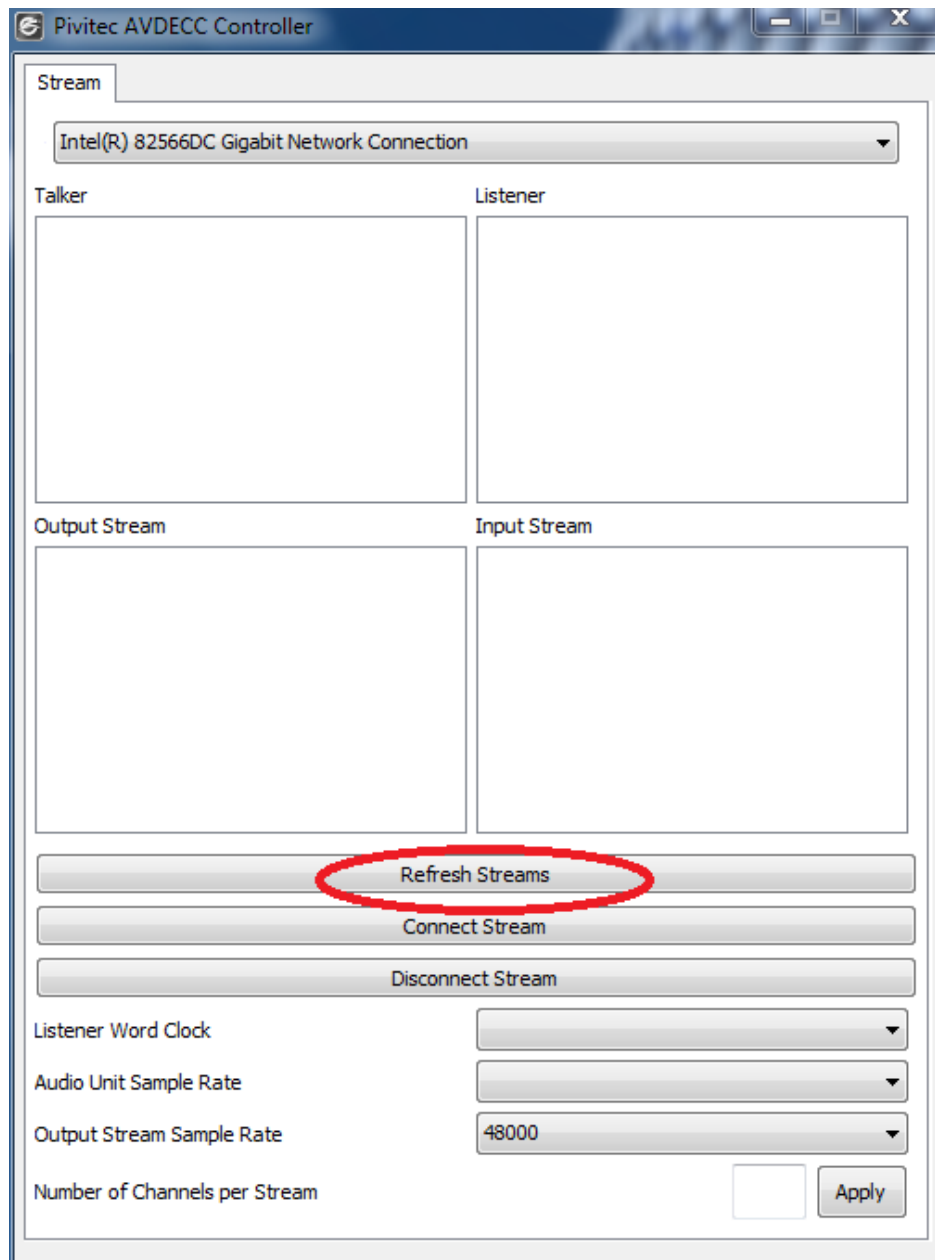 Pivitec AVDECC Controller
Stream
Intel(R) 82566DC Gigabit Network Connection
Talker Listener
Output Stream Input Stream
Refresh Streams
Connect Stream
Disconnect Stream
Listener Word Clock
Audio Unit Sample Rate
Output Stream Sample Rate 48000
Number of Channels per Stream Apply